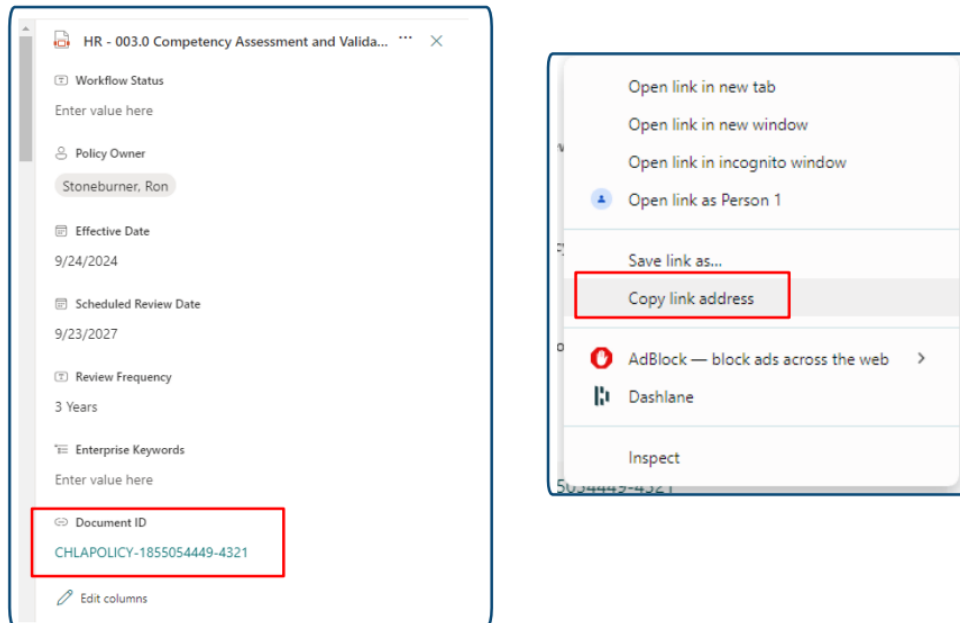 HR - 003.0 Competency Assessment and Valida...
Workflow Status
Enter value here
Policy Owner
Stoneburner, Ron
Effective Date
9/24/2024
Scheduled Review Date
9/23/2027
Review Frequency
3 Years
Enterprise Keywords
Enter value here
Document ID
CHLAPOLICY-1855054449-4321
Edit columns
Open link in new tab
Open link in new window
Open link in incognito window
Open link as Person 1
Save link as...
Copy link address
AdBlock — block ads across the web
Dashlane
Inspect
5054449-4321